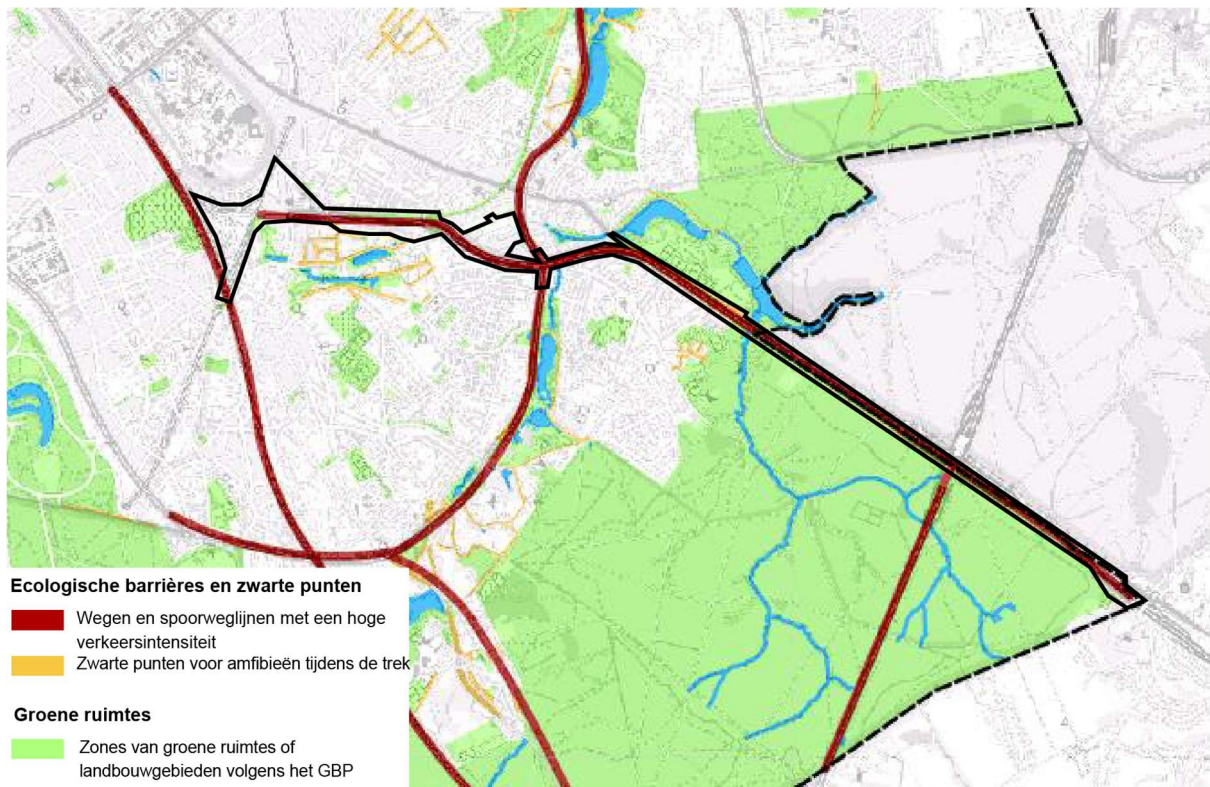 Ecologische barrières en zwarte punten
Wegen en spoorweglijnen met een hoge
verkeersintensiteit
Zwarte punten voor amfibieën tijdens de trek
Groene ruimtes
Zones van groene ruimtes of
landbouwgebieden volgens het GBP